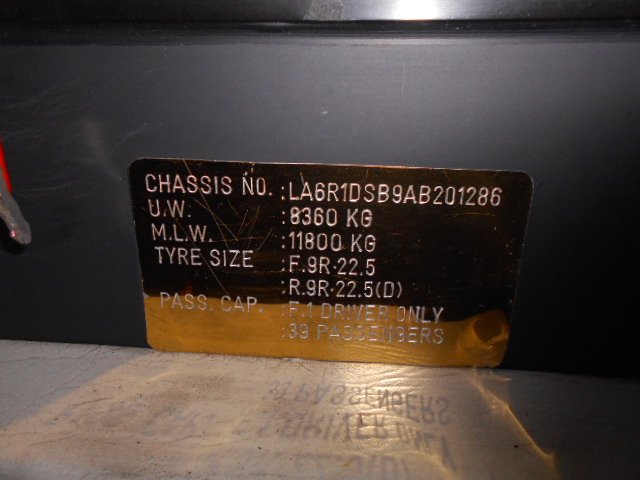 CHASSIS NO. :LA6R1DSB9AB201286
U.W. :8360 KG
M.L.W. :11800 KG
TYRE SIZE :F.9R·22.5
:R.9R·22.5(D)
PASS. CAP. :F.1 DRIVER ONLY
:39 PASSENGERS